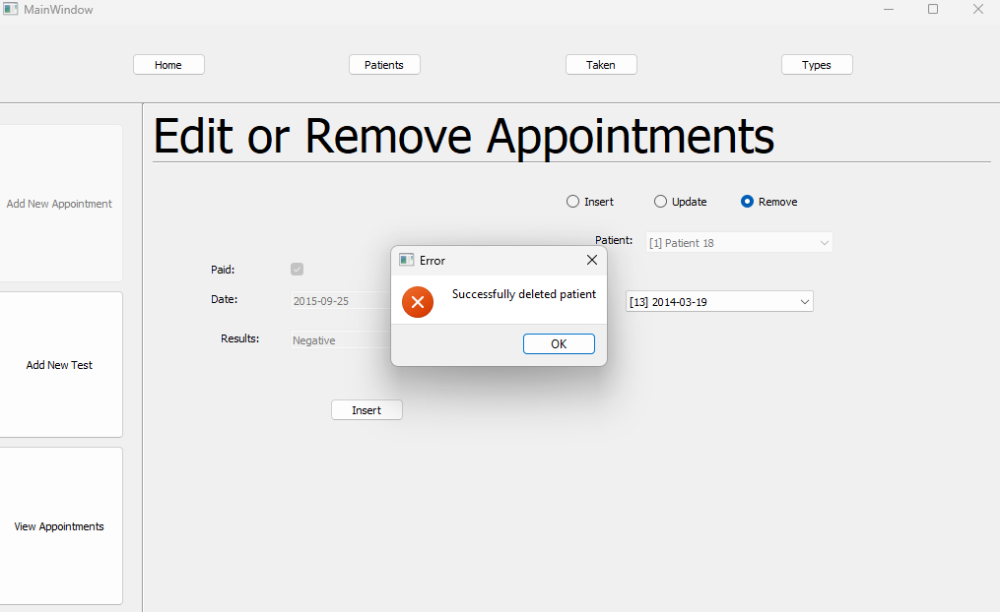 MainWindow
Home Patients Taken Types
Edit or Remove Appointments
Add New Appointment
Insert Update Remove
Patient: [1] Patient 18
Error
Successfully deleted patient
OK
Paid:
Date: 2015-09-25
[13] 2014-03-19
Results: Negative
Insert
Add New Test
View Appointments